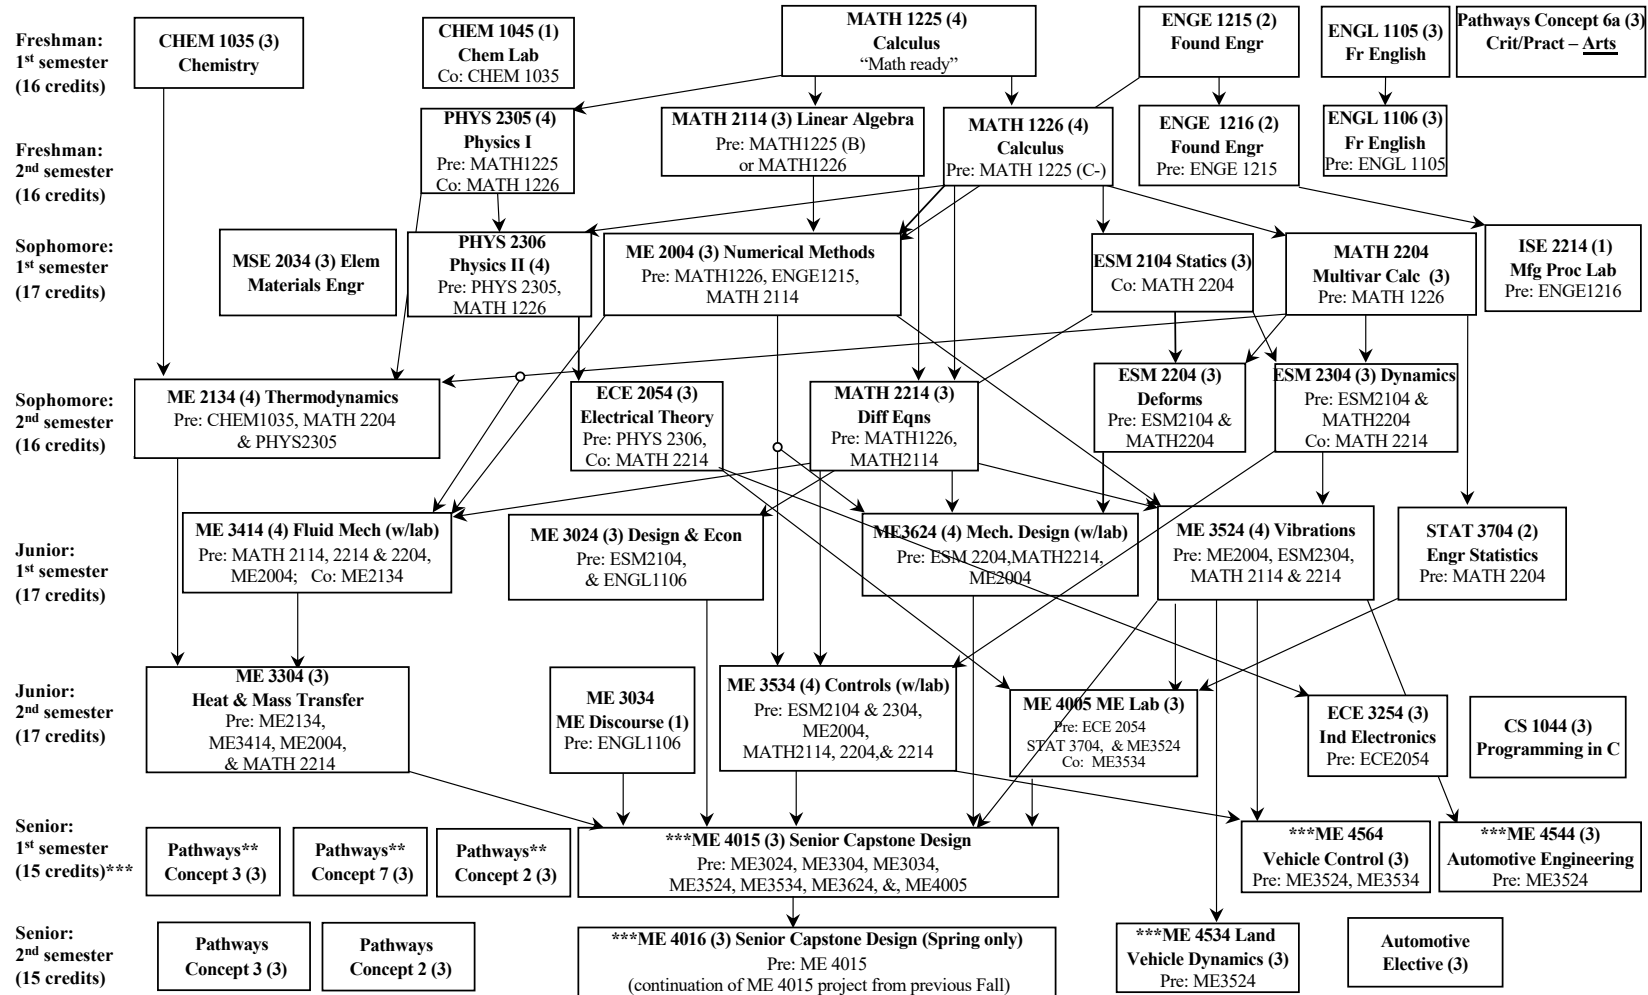 Freshman:
1st semester
(16 credits)
CHEM 1035 (3)
Chemistry
CHEM 1045 (1)
Chem Lab
Co: CHEM 1035
MATH 1225 (4)
Calculus
“Math ready”
ENGE 1215 (2)
Found Engr
ENGL 1105 (3)
Fr English
Pathways Concept 6a (3)
Crit/Pract – Arts
Freshman:
2nd semester
(16 credits)
PHYS 2305 (4)
Physics I
Pre: MATH1225
Co: MATH 1226
MATH 2114 (3) Linear Algebra
Pre: MATH1225 (B)
or MATH1226
MATH 1226 (4)
Calculus
Pre: MATH 1225 (C-)
ENGE 1216 (2)
Found Engr
Pre: ENGE 1215
ENGL 1106 (3)
Fr English
Pre: ENGL 1105
Sophomore:
1st semester
(17 credits)
MSE 2034 (3) Elem
Materials Engr
PHYS 2306
Physics II (4)
Pre: PHYS 2305,
MATH 1226
ME 2004 (3) Numerical Methods
Pre: MATH1226, ENGE1215,
MATH 2114
ESM 2104 Statics (3)
Co: MATH 2204
MATH 2204
Multivar Calc (3)
Pre: MATH 1226
ISE 2214 (1)
Mfg Proc Lab
Pre: ENGE1216
Sophomore:
2nd semester
(16 credits)
ME 2134 (4) Thermodynamics
Pre: CHEM1035, MATH 2204
& PHYS2305
ECE 2054 (3)
Electrical Theory
Pre: PHYS 2306,
Co: MATH 2214
MATH 2214 (3)
Diff Eqns
Pre: MATH1226,
MATH2114
ESM 2204 (3)
Deforms
Pre: ESM2104 &
MATH2204
ESM 2304 (3) Dynamics
Pre: ESM2104 &
MATH2204
Co: MATH 2214
Junior:
1st semester
(17 credits)
ME 3414 (4) Fluid Mech (w/lab)
Pre: MATH 2114, 2214 & 2204,
ME2004; Co: ME2134
ME 3024 (3) Design & Econ
Pre: ESM2104,
& ENGL1106
ME3624 (4) Mech. Design (w/lab)
Pre: ESM 2204,MATH2214,
ME2004
ME 3524 (4) Vibrations
Pre: ME2004, ESM2304,
MATH 2114 & 2214
STAT 3704 (2)
Engr Statistics
Pre: MATH 2204
Junior:
2nd semester
(17 credits)
ME 3304 (3)
Heat & Mass Transfer
Pre: ME2134,
ME3414, ME2004,
& MATH 2214
ME 3034
ME Discourse (1)
Pre: ENGL1106
ME 3534 (4) Controls (w/lab)
Pre: ESM2104 & 2304,
ME2004,
MATH2114, 2204,& 2214
ME 4005 ME Lab (3)
Pre: ECE 2054
STAT 3704, & ME3524
Co: ME3534
ECE 3254 (3)
Ind Electronics
Pre: ECE2054
CS 1044 (3)
Programming in C
Senior:
1st semester
(15 credits)***
Pathways**
Concept 3 (3)
Pathways**
Concept 7 (3)
Pathways**
Concept 2 (3)
***ME 4015 (3) Senior Capstone Design
Pre: ME3024, ME3304, ME3034,
ME3524, ME3534, ME3624, &, ME4005
***ME 4564
Vehicle Control (3)
Pre: ME3524, ME3534
***ME 4544 (3)
Automotive Engineering
Pre: ME3524
Senior:
2nd semester
(15 credits)
Pathways
Concept 3 (3)
Pathways
Concept 2 (3)
***ME 4016 (3) Senior Capstone Design (Spring only)
Pre: ME 4015
(continuation of ME 4015 project from previous Fall)
***ME 4534 Land
Vehicle Dynamics (3)
Pre: ME3524
Automotive
Elective (3)